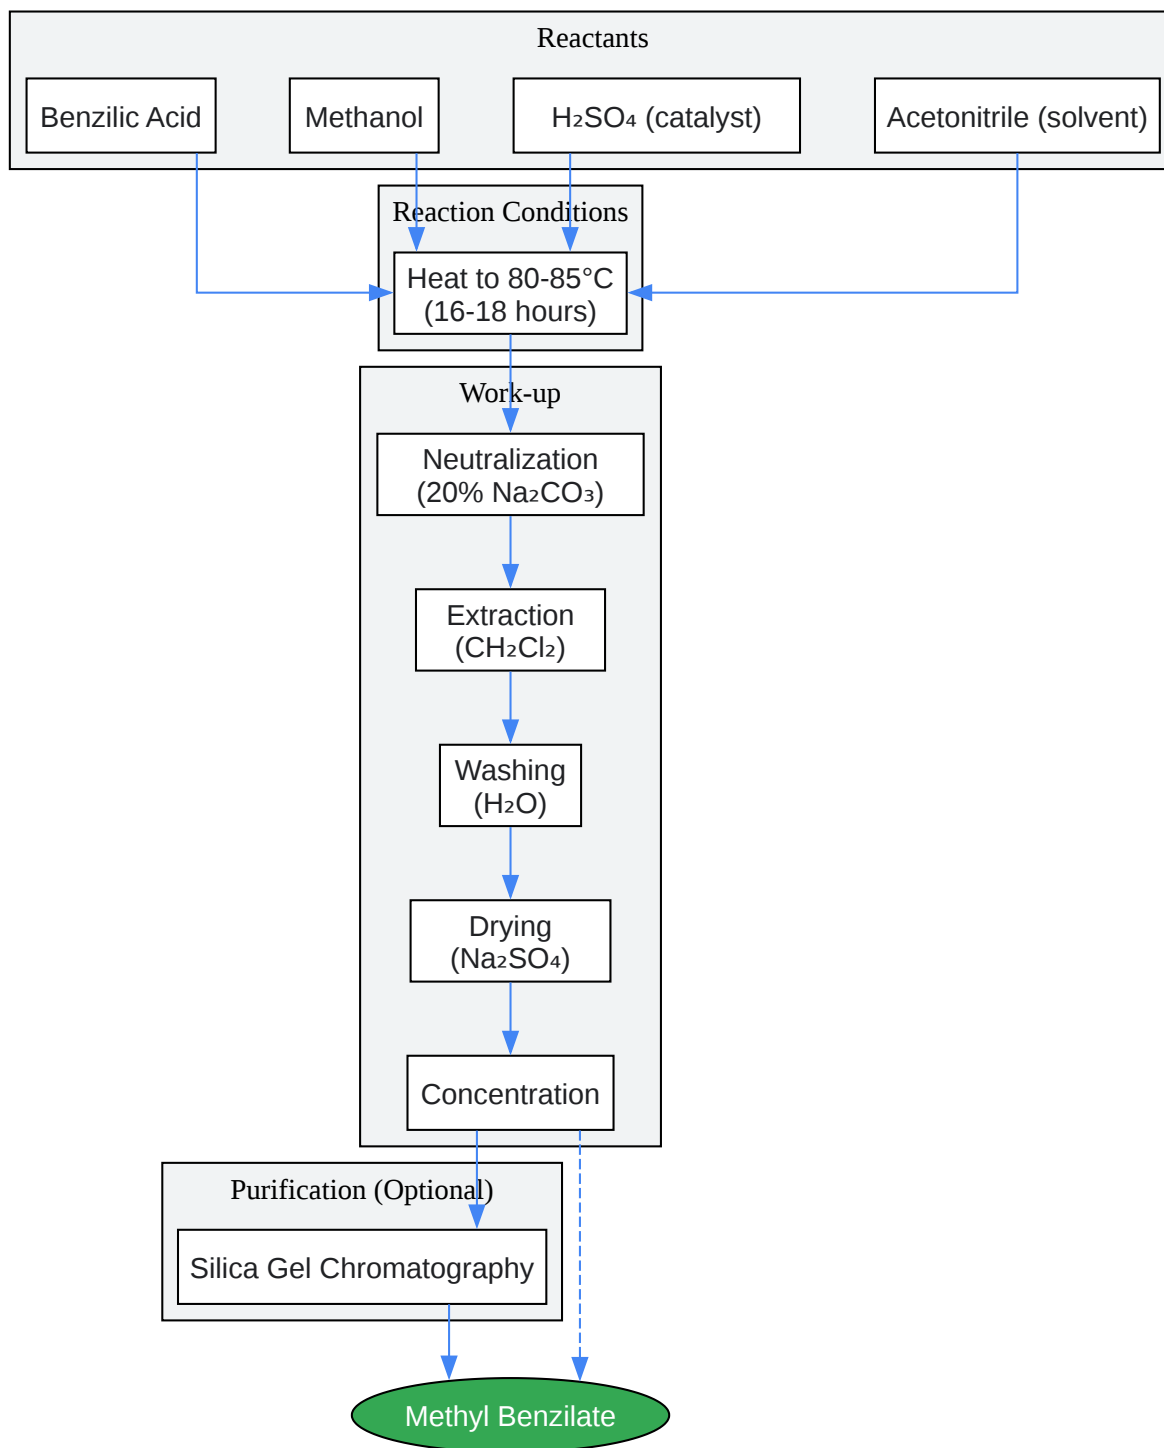 Reactants
Benzilic Acid
Methanol
H₂SO₄ (catalyst)
Acetonitrile (solvent)
Reaction Conditions
Heat to 80-85°C
(16-18 hours)
Work-up
Neutralization
(20% Na₂CO₃)
Extraction
(CH₂Cl₂)
Washing
(H₂O)
Drying
(Na₂SO₄)
Concentration
Purification (Optional)
Silica Gel Chromatography
Methyl Benzilate